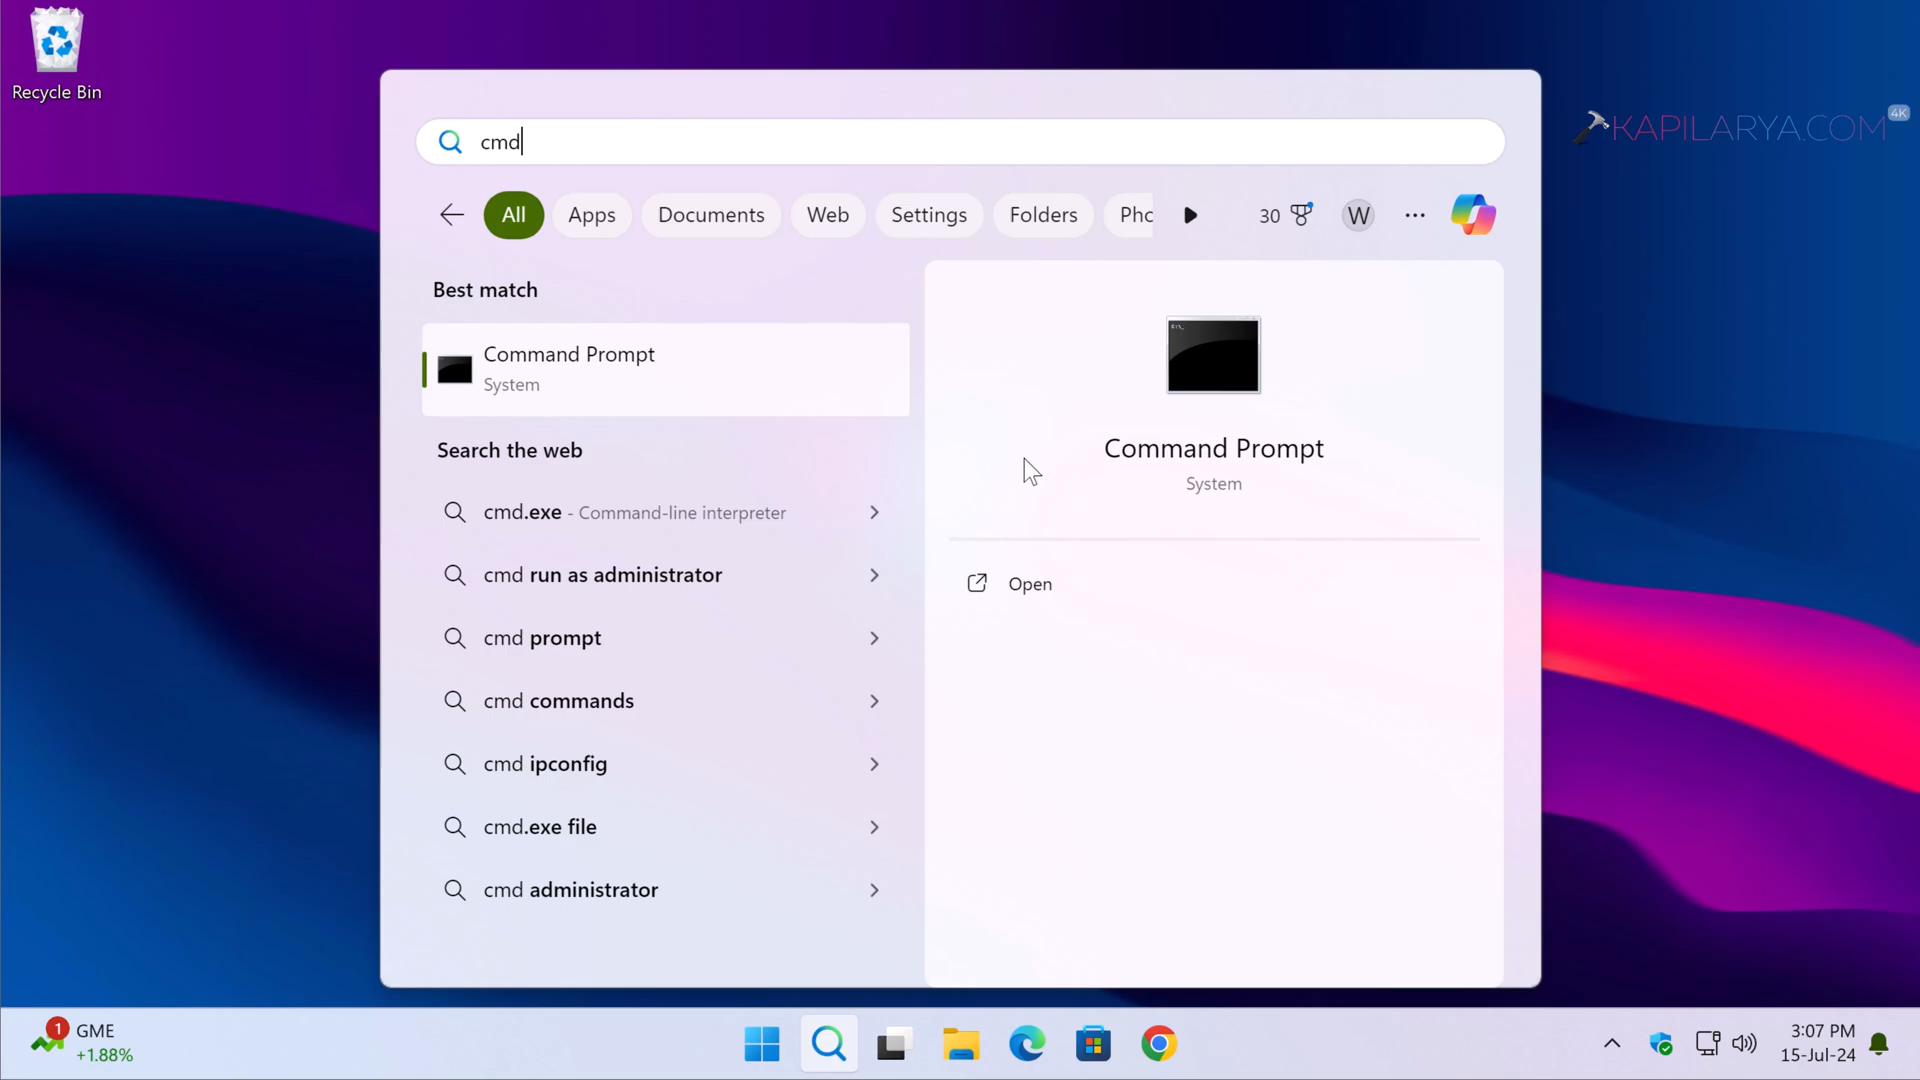 Recycle Bin
KAPILARYA.COM
4K
cmd
All
Apps
Documents
Web
Settings
Folders
Pho
30
W
Best match
Command Prompt
System
Search the web
cmd.exe - Command-line interpreter
cmd run as administrator
cmd prompt
cmd commands
cmd ipconfig
cmd.exe file
cmd administrator
Command Prompt
System
Open
1
GME
+1.88%
3:07 PM
15-Jul-24